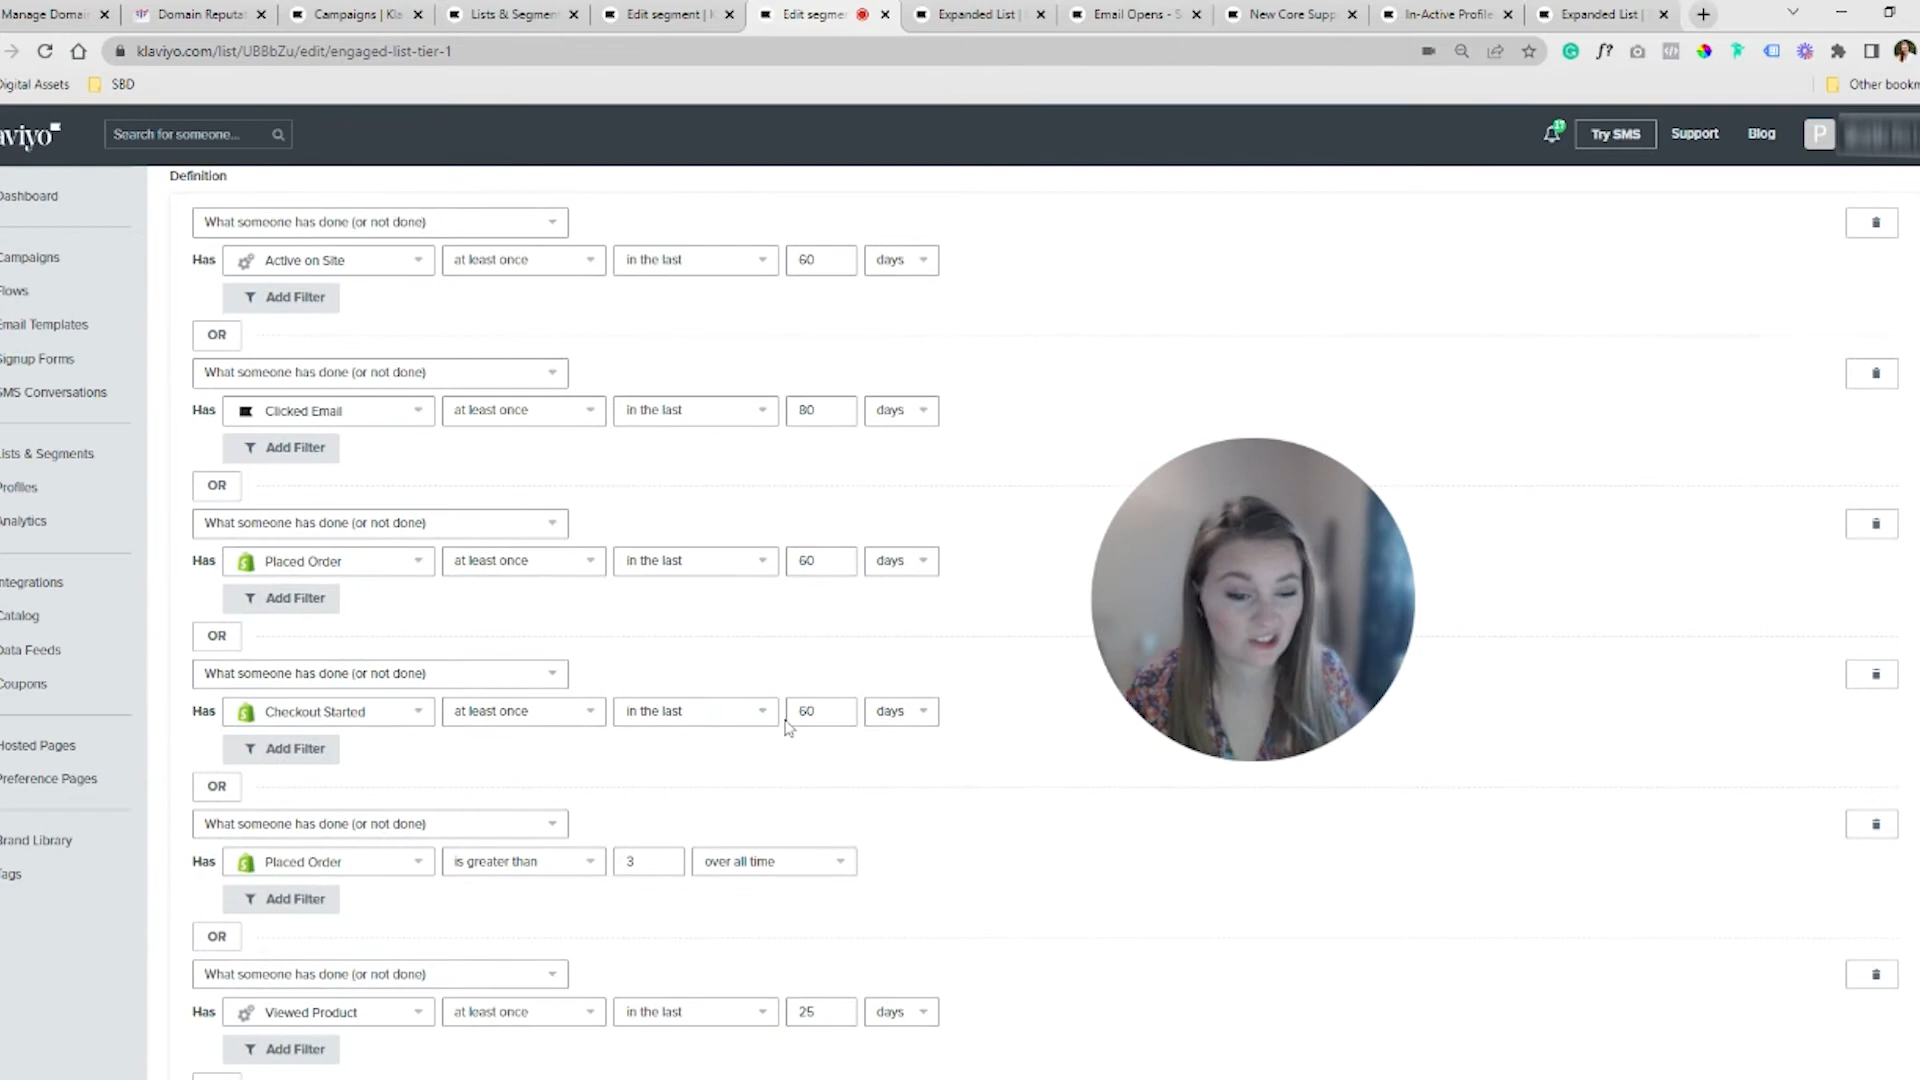 Manage Domai
Domain Reputa
Campaigns | Kla
Lists & Segmen
Edit segment | K
Edit segme
Expanded List |
Email Opens - S
New Core Supp
In-Active Profile
Expanded List |
klaviyo.com/list/UBBbZu/edit/engaged-list-tier-1
Digital Assets
SBD
Other bookm
aviyo
Search for someone...
17
Try SMS
Support
Blog
P
Definition
Dashboard
Campaigns
Flows
Email Templates
Signup Forms
SMS Conversations
Lists & Segments
Profiles
Analytics
Integrations
Catalog
Data Feeds
Coupons
Hosted Pages
Preference Pages
Brand Library
Tags
What someone has done (or not done)
Has Active on Site at least once in the last 60 days
Add Filter
OR
What someone has done (or not done)
Has Clicked Email at least once in the last 80 days
Add Filter
OR
What someone has done (or not done)
Has Placed Order at least once in the last 60 days
Add Filter
OR
What someone has done (or not done)
Has Checkout Started at least once in the last 60 days
Add Filter
OR
What someone has done (or not done)
Has Placed Order is greater than 3 over all time
Add Filter
OR
What someone has done (or not done)
Has Viewed Product at least once in the last 25 days
Add Filter